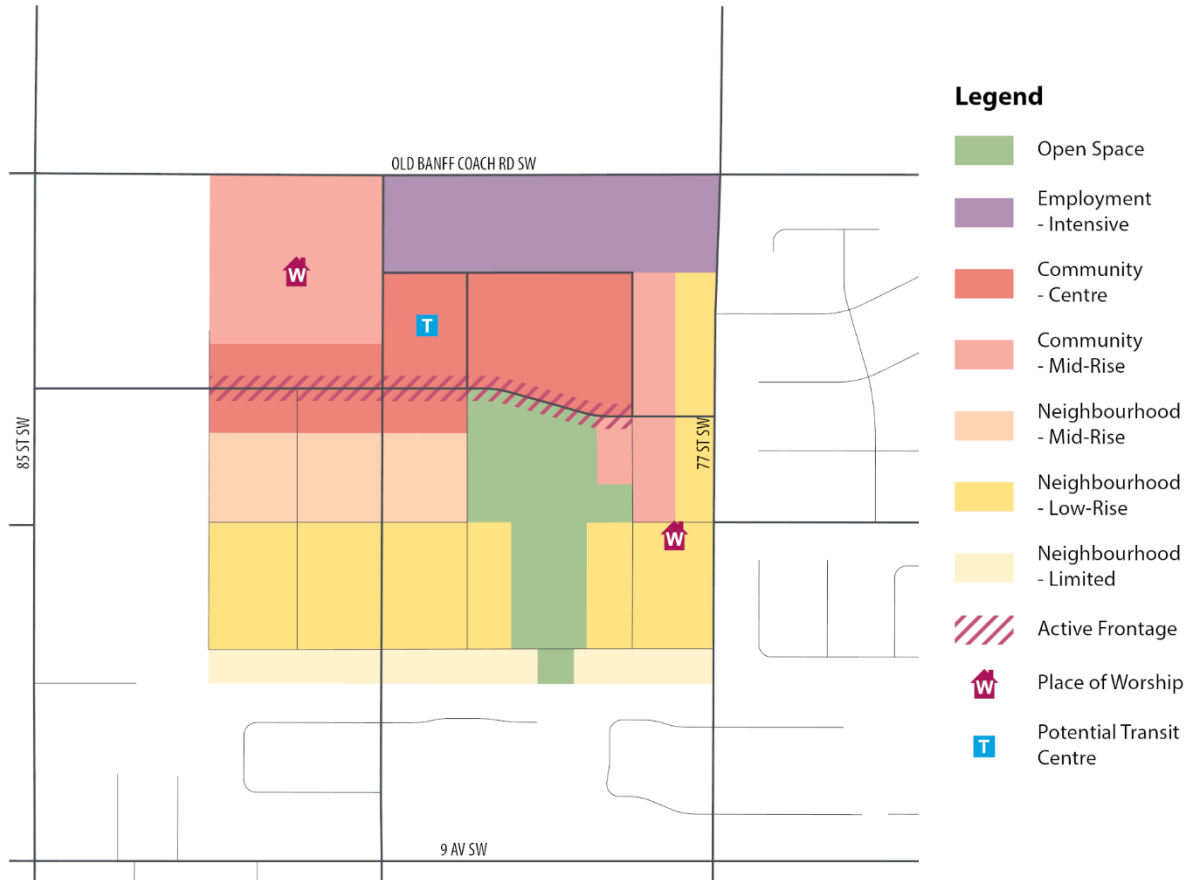 OLD BANFF COACH RD SW
W
T
85 ST SW
77 ST SW
W
9 AV SW
Legend
Open Space
Employment
- Intensive
Community
- Centre
Community
- Mid-Rise
Neighbourhood
- Mid-Rise
Neighbourhood
- Low-Rise
Neighbourhood
- Limited
Active Frontage
W
Place of Worship
T
Potential Transit
Centre